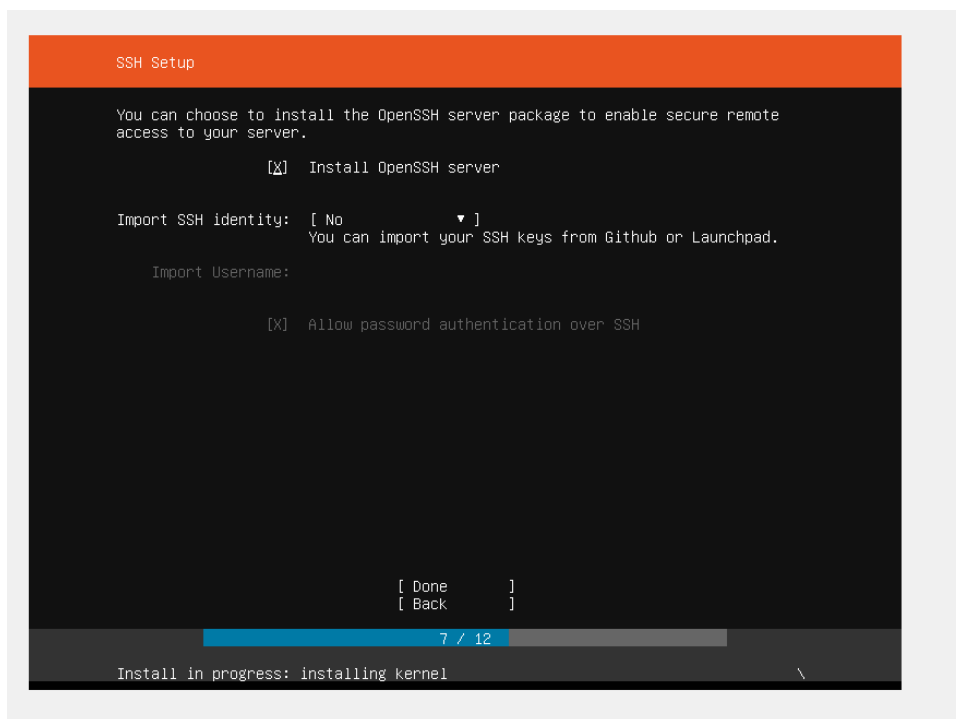 SSH Setup
You can choose to install the OpenSSH server package to enable secure remote
access to your server.
[X] Install OpenSSH server
Import SSH identity: [ No ▾ ]
You can import your SSH keys from Github or Launchpad.
Import Username:
[X] Allow password authentication over SSH
[ Done ]
[ Back ]
7 / 12
Install in progress: installing kernel \